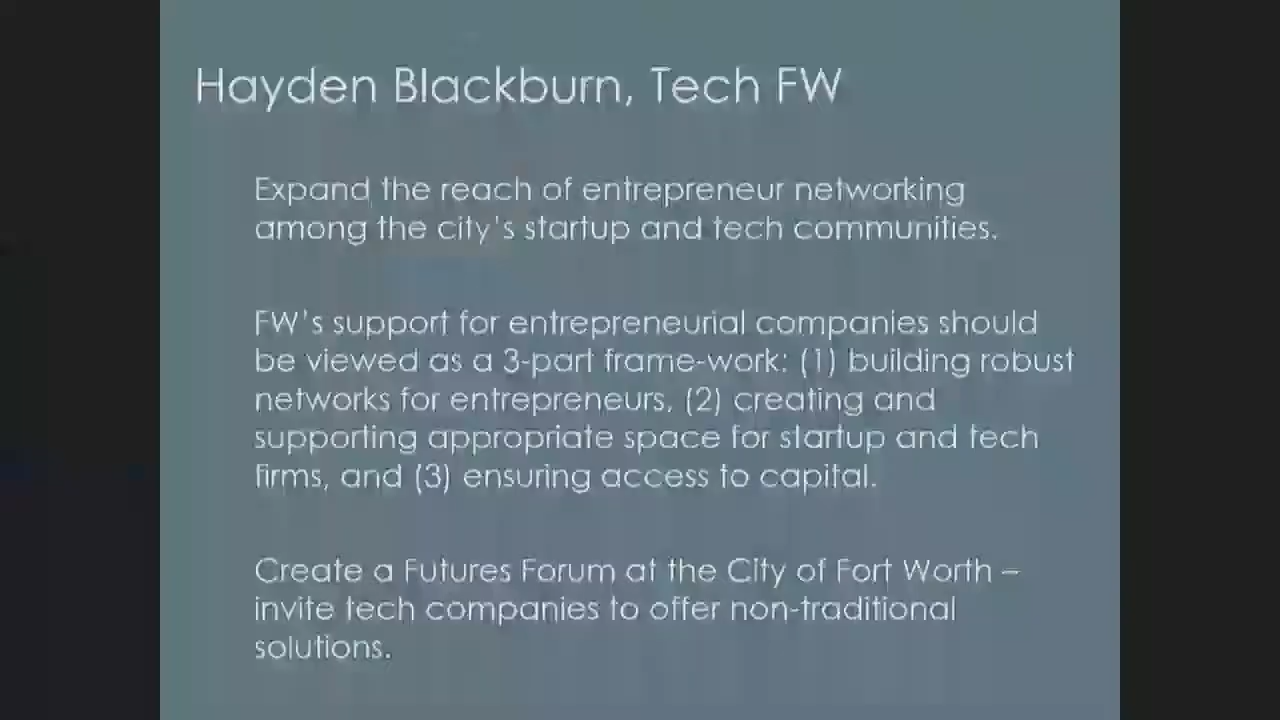 Hayden Blackburn, Tech FW
Expand the reach of entrepreneur networking
among the city's startup and tech communities.
FW's support for entrepreneurial companies should
be viewed as a 3-part frame-work: (1) building robust
networks for entrepreneurs, (2) creating and
supporting appropriate space for startup and tech
firms, and (3) ensuring access to capital.
Create a Futures Forum at the City of Fort Worth –
invite tech companies to offer non-traditional
solutions.